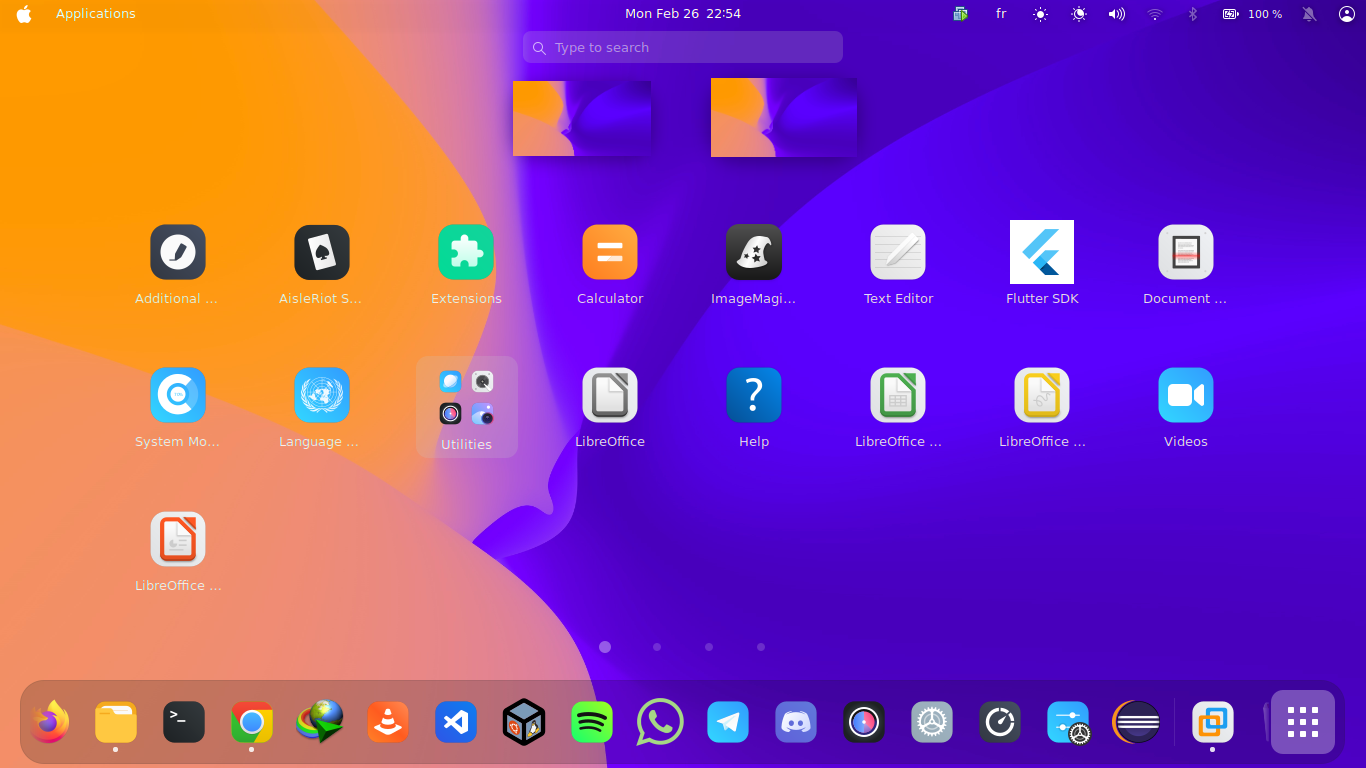 Applications
Mon Feb 26 22:54
fr
100 %
Type to search
Additional ...
AisleRiot S...
Extensions
Calculator
ImageMagi...
Text Editor
Flutter SDK
Document ...
System Mo...
Language ...
Utilities
LibreOffice
Help
LibreOffice ...
LibreOffice ...
Videos
LibreOffice ...
>_